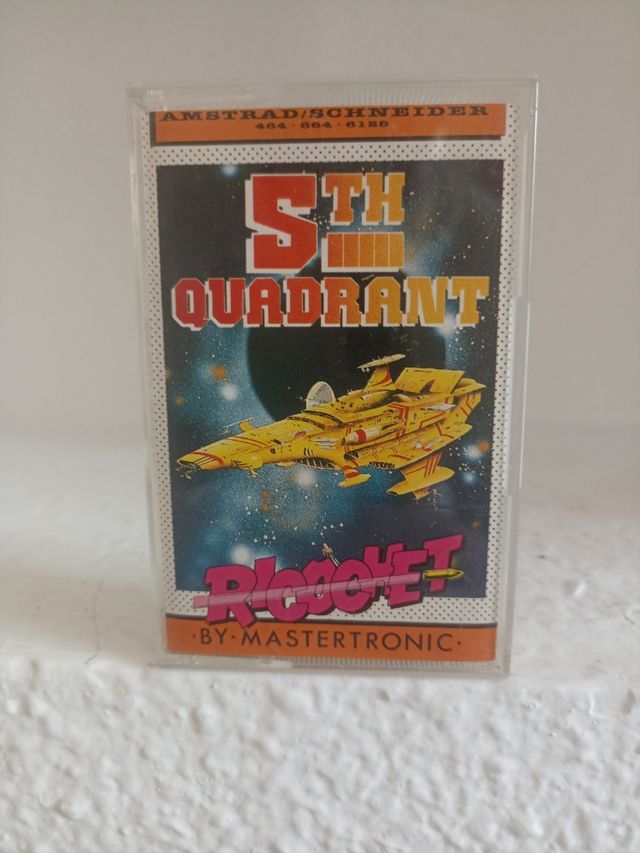 AMSTRAD/SCHNEIDER
464 · 664 · 6128
5TH
QUADRANT
RICOCHET
·BY·MASTERTRONIC·